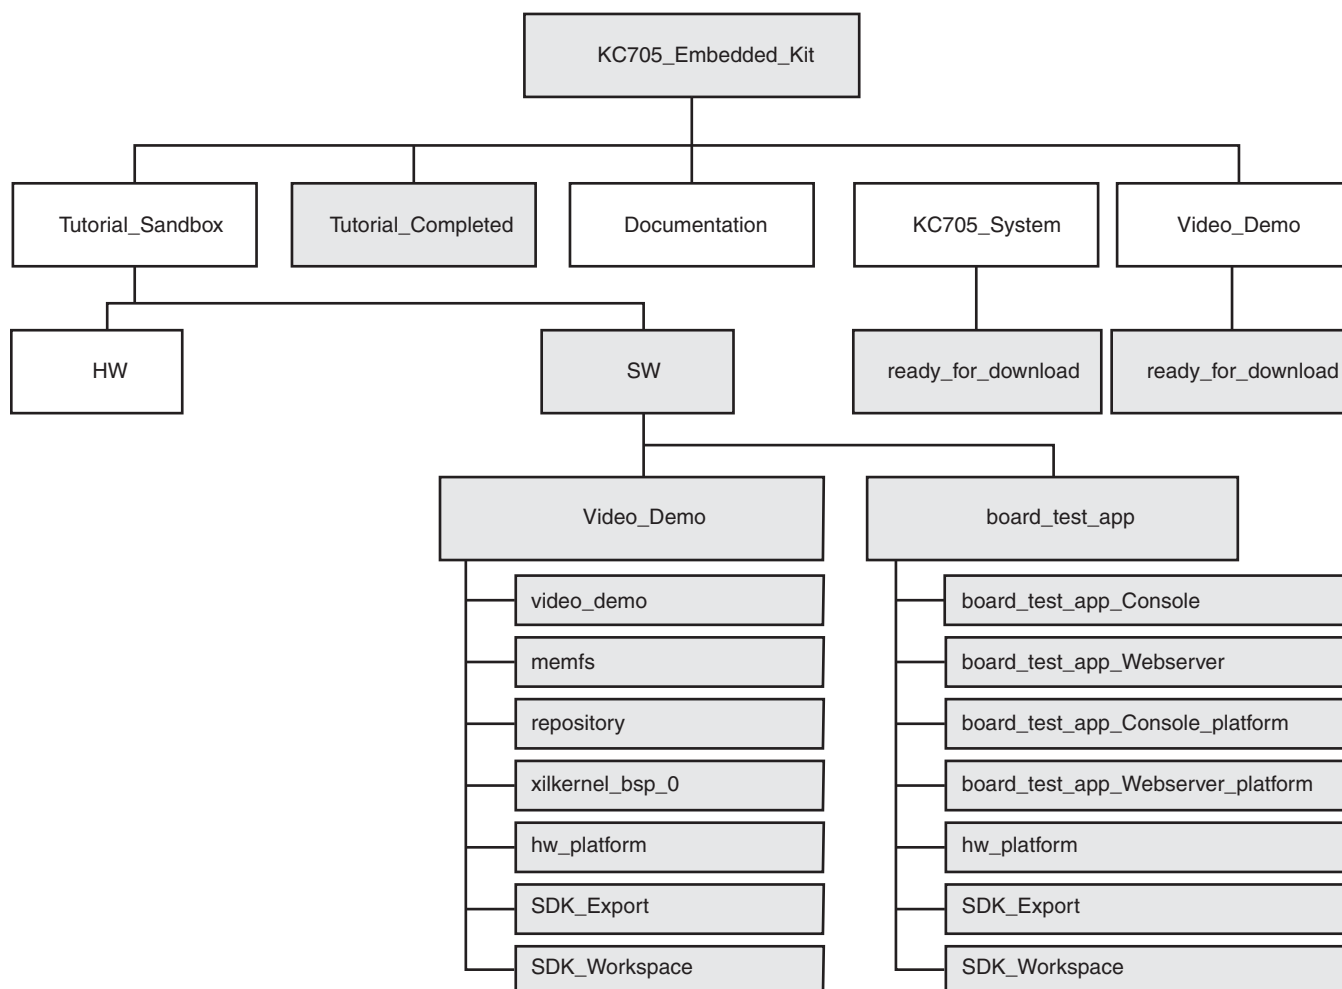 KC705_Embedded_Kit
Tutorial_Sandbox
Tutorial_Completed
Documentation
KC705_System
Video_Demo
HW
SW
ready_for_download
ready_for_download
Video_Demo
board_test_app
video_demo
board_test_app_Console
memfs
board_test_app_Webserver
repository
board_test_app_Console_platform
xilkernel_bsp_0
board_test_app_Webserver_platform
hw_platform
hw_platform
SDK_Export
SDK_Export
SDK_Workspace
SDK_Workspace